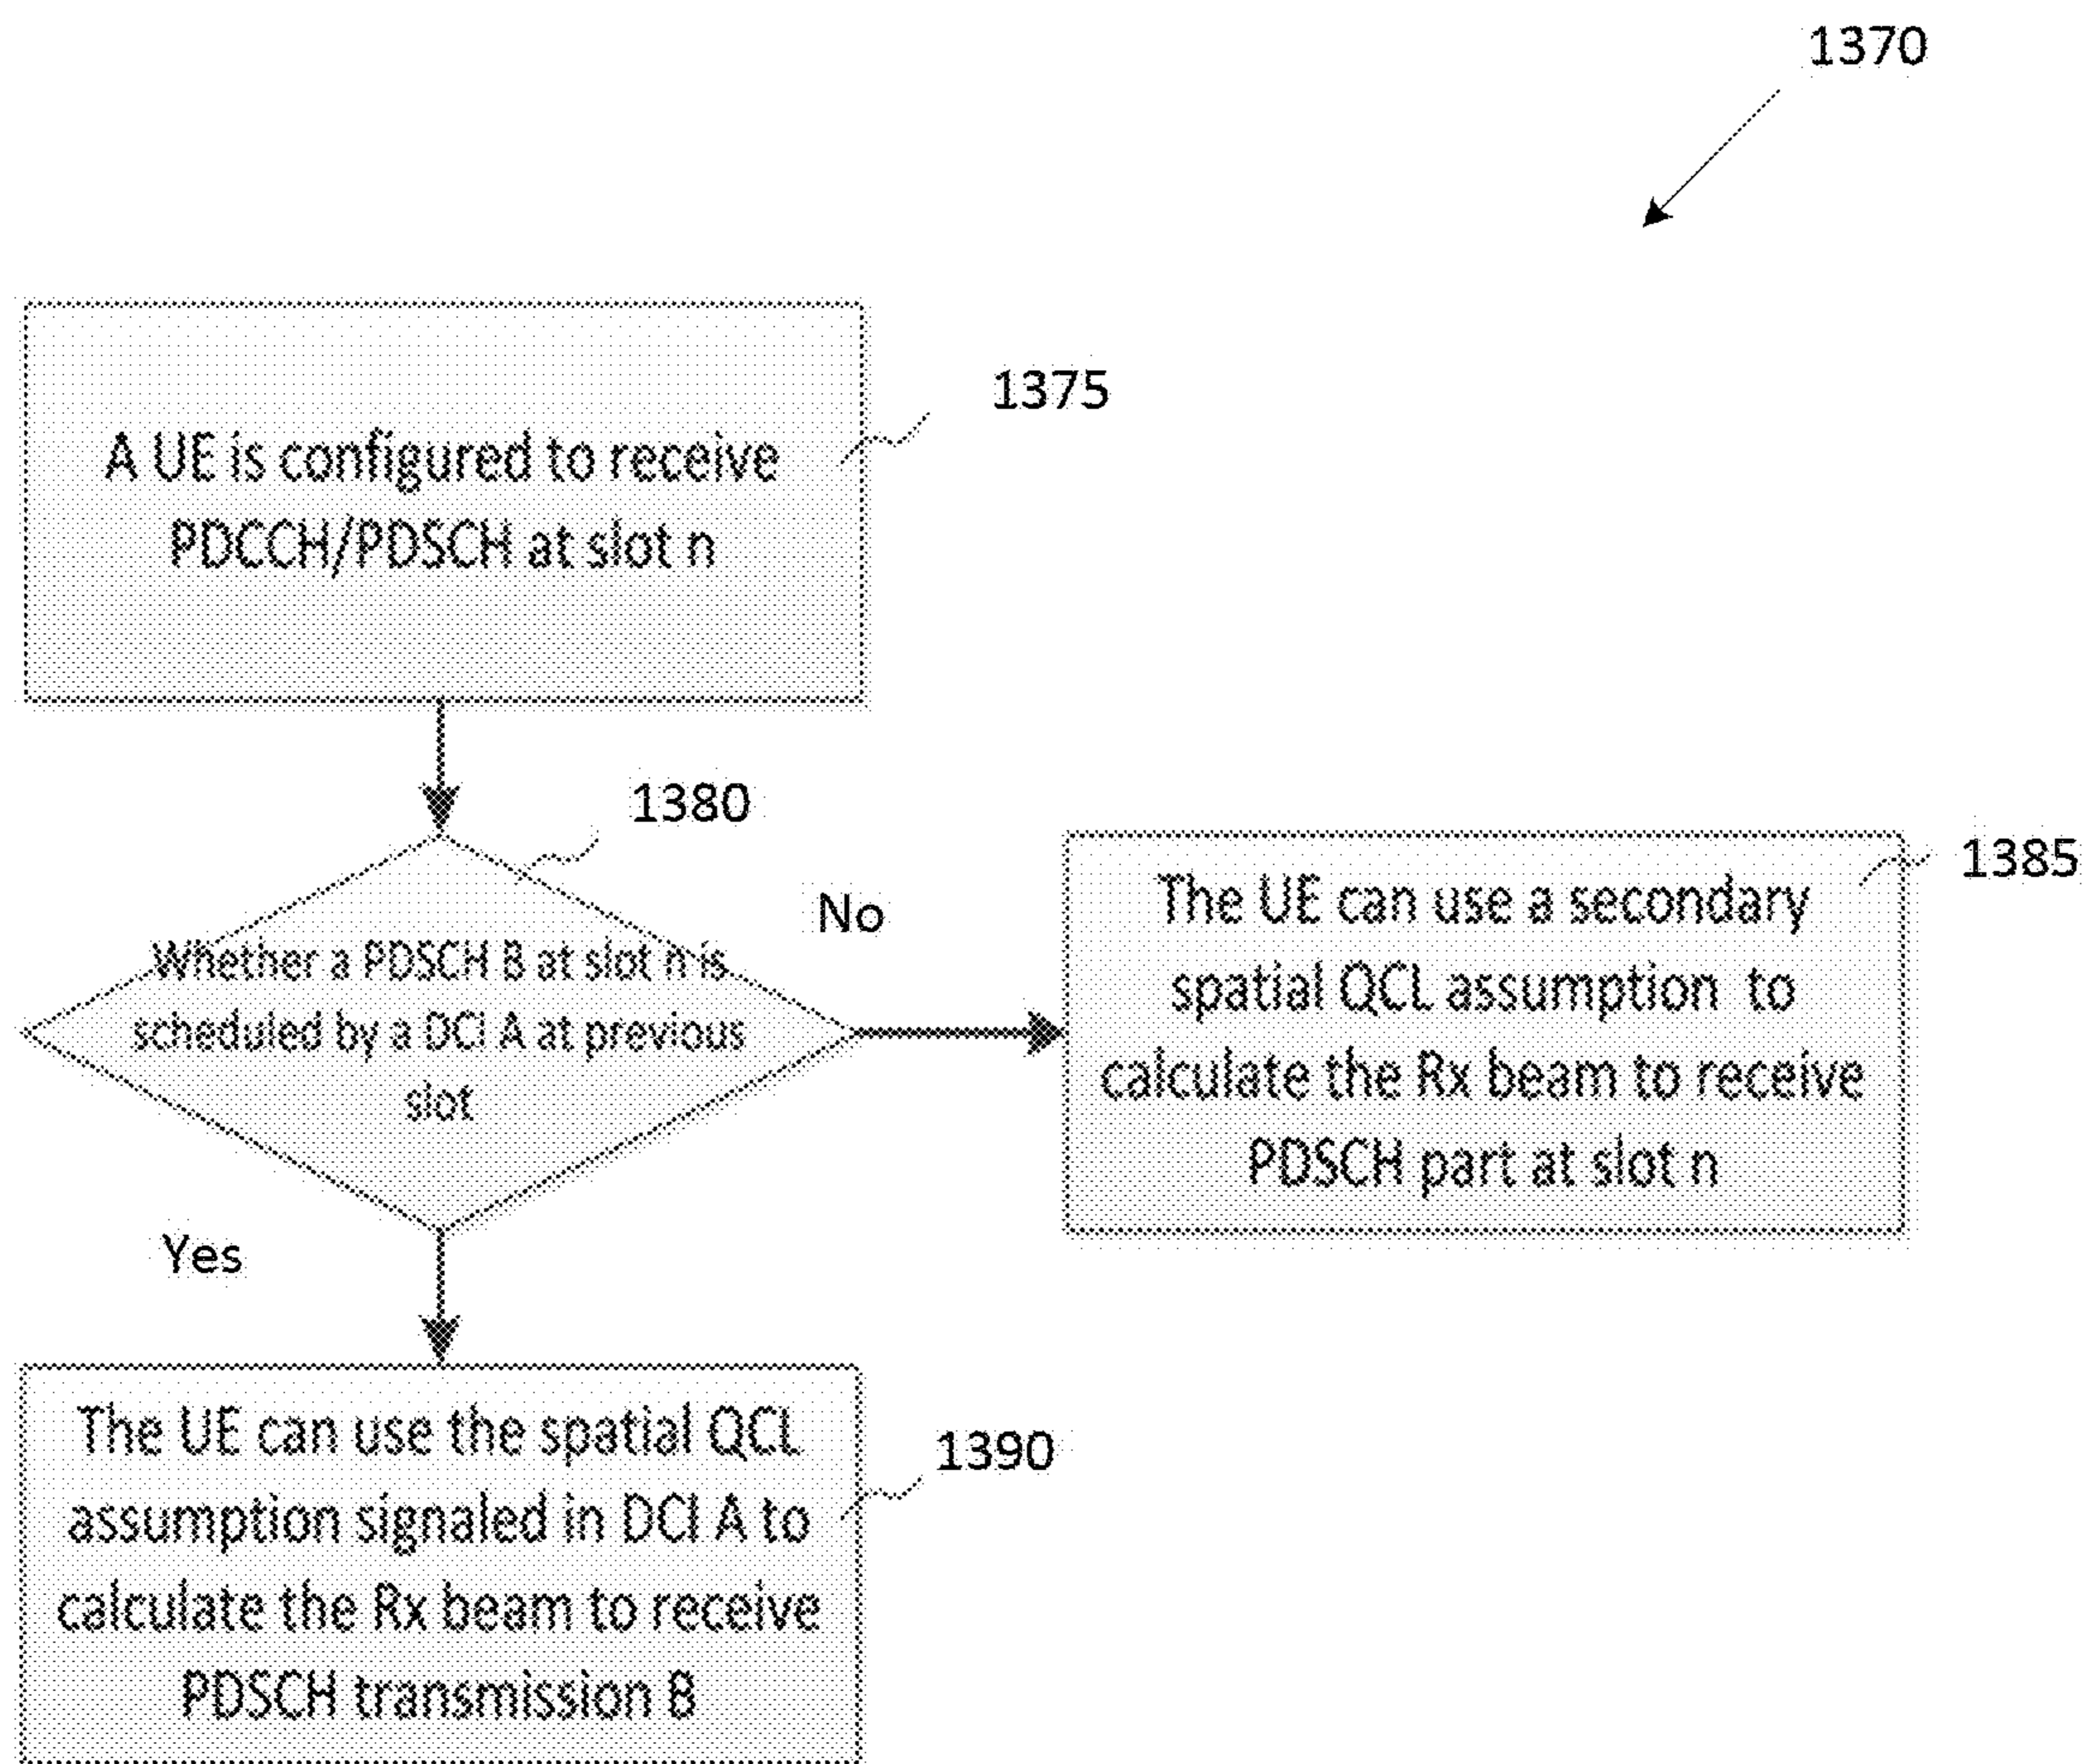 1370
1375
A UE is configured to receive
PDCCH/PDSCH at slot n
1380
No
Whether a PDSCH B at slot n is
scheduled by a DCI A at previous
slot
1385
The UE can use a secondary
spatial QCL assumption to
calculate the Rx beam to receive
PDSCH part at slot n
Yes
1390
The UE can use the spatial QCL
assumption signaled in DCI A to
calculate the Rx beam to receive
PDSCH transmission B